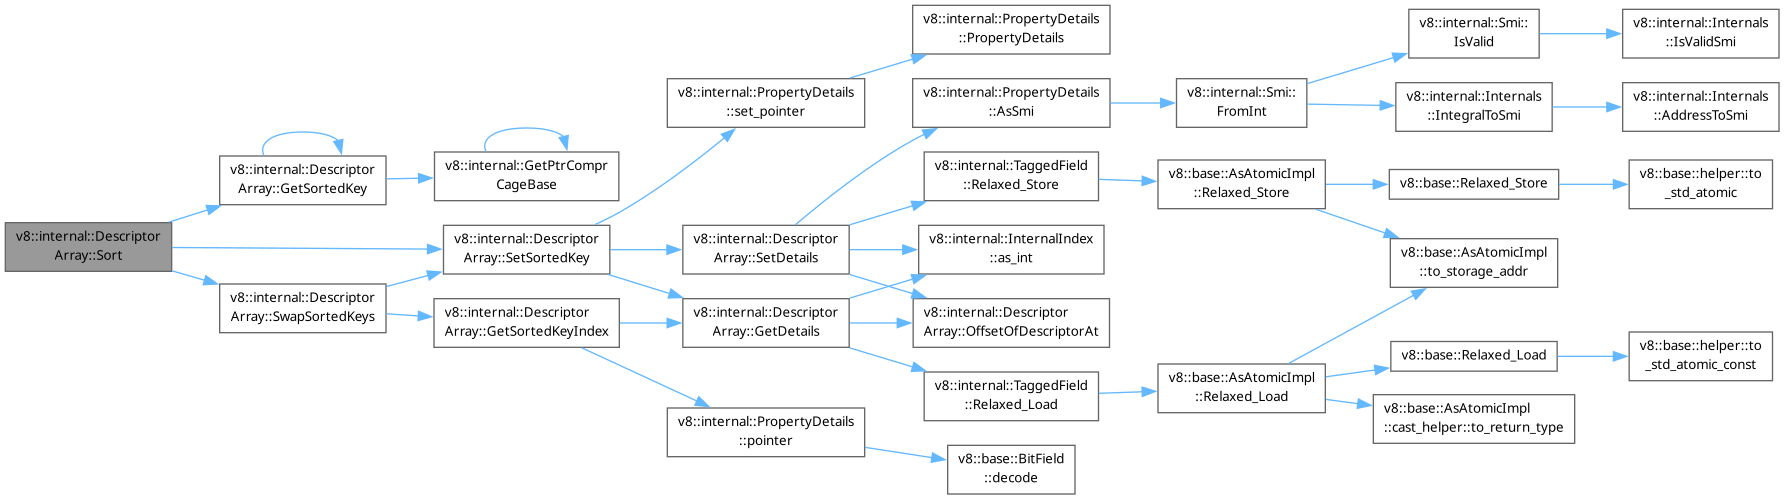 v8::internal::Descriptor
Array::Sort
v8::internal::Descriptor
Array::GetSortedKey
v8::internal::GetPtrCompr
CageBase
v8::internal::Descriptor
Array::SetSortedKey
v8::internal::Descriptor
Array::SwapSortedKeys
v8::internal::Descriptor
Array::GetSortedKeyIndex
v8::internal::PropertyDetails
::set_pointer
v8::internal::PropertyDetails
::PropertyDetails
v8::internal::Descriptor
Array::SetDetails
v8::internal::Descriptor
Array::GetDetails
v8::internal::PropertyDetails
::pointer
v8::base::BitField
::decode
v8::internal::PropertyDetails
::AsSmi
v8::internal::TaggedField
::Relaxed_Store
v8::internal::InternalIndex
::as_int
v8::internal::Descriptor
Array::OffsetOfDescriptorAt
v8::internal::TaggedField
::Relaxed_Load
v8::internal::Smi::
FromInt
v8::internal::Smi::
IsValid
v8::internal::Internals
::IsValidSmi
v8::internal::Internals
::IntegralToSmi
v8::internal::Internals
::AddressToSmi
v8::base::AsAtomicImpl
::Relaxed_Store
v8::base::Relaxed_Store
v8::base::helper::to
_std_atomic
v8::base::AsAtomicImpl
::to_storage_addr
v8::base::AsAtomicImpl
::Relaxed_Load
v8::base::Relaxed_Load
v8::base::helper::to
_std_atomic_const
v8::base::AsAtomicImpl
::cast_helper::to_return_type